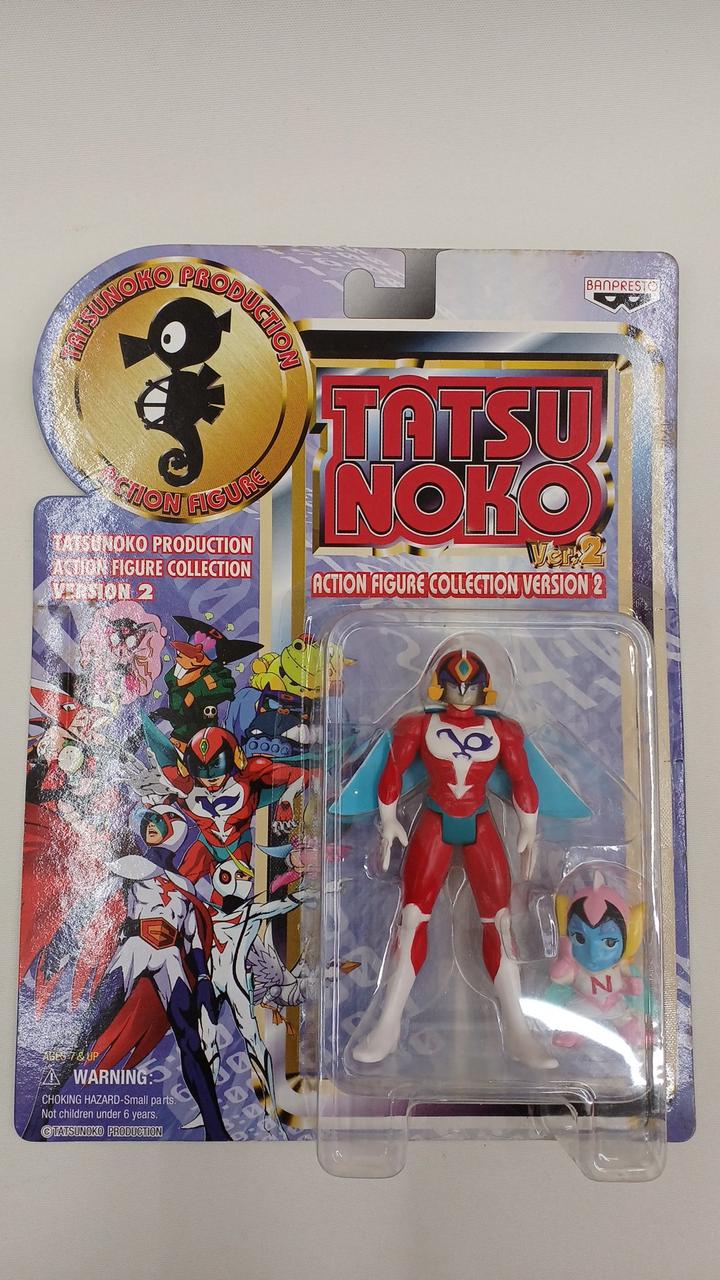 TATSUNOKO PRODUCTION
ACTION FIGURE
BANPRESTO
TATSU
NOKO
Ver.2
ACTION FIGURE COLLECTION VERSION 2
TATSUNOKO PRODUCTION
ACTION FIGURE COLLECTION
VERSION 2
N
G
AGES 7 & UP
WARNING:
CHOKING HAZARD-Small parts.
Not children under 6 years.
©TATSUNOKO PRODUCTION